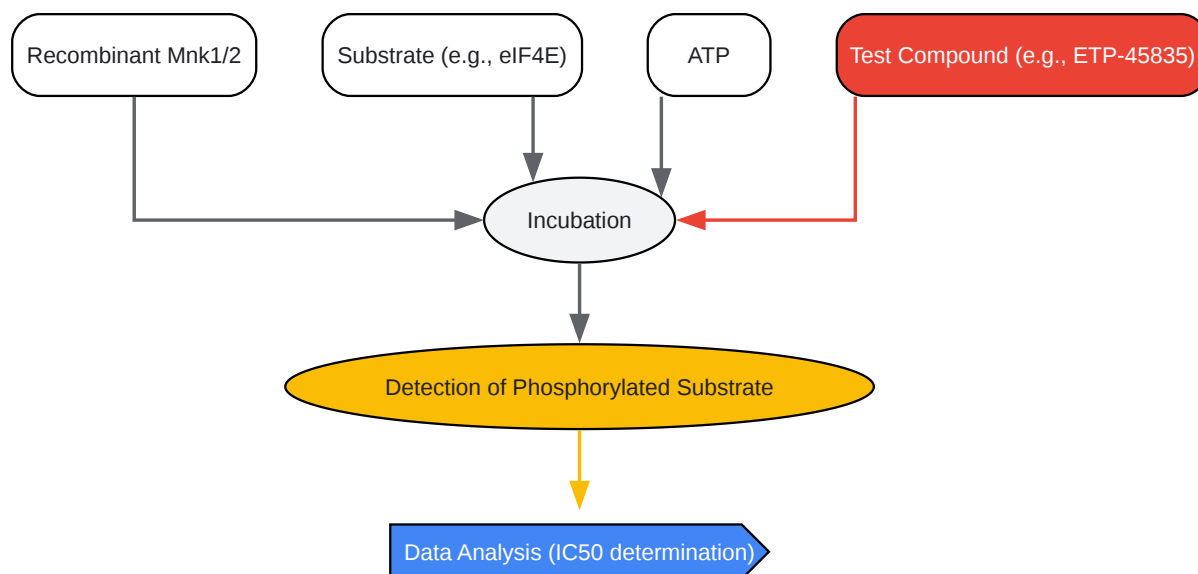 Recombinant Mnk1/2
Substrate (e.g., eIF4E)
ATP
Test Compound (e.g., ETP-45835)
Incubation
Detection of Phosphorylated Substrate
Data Analysis (IC50 determination)